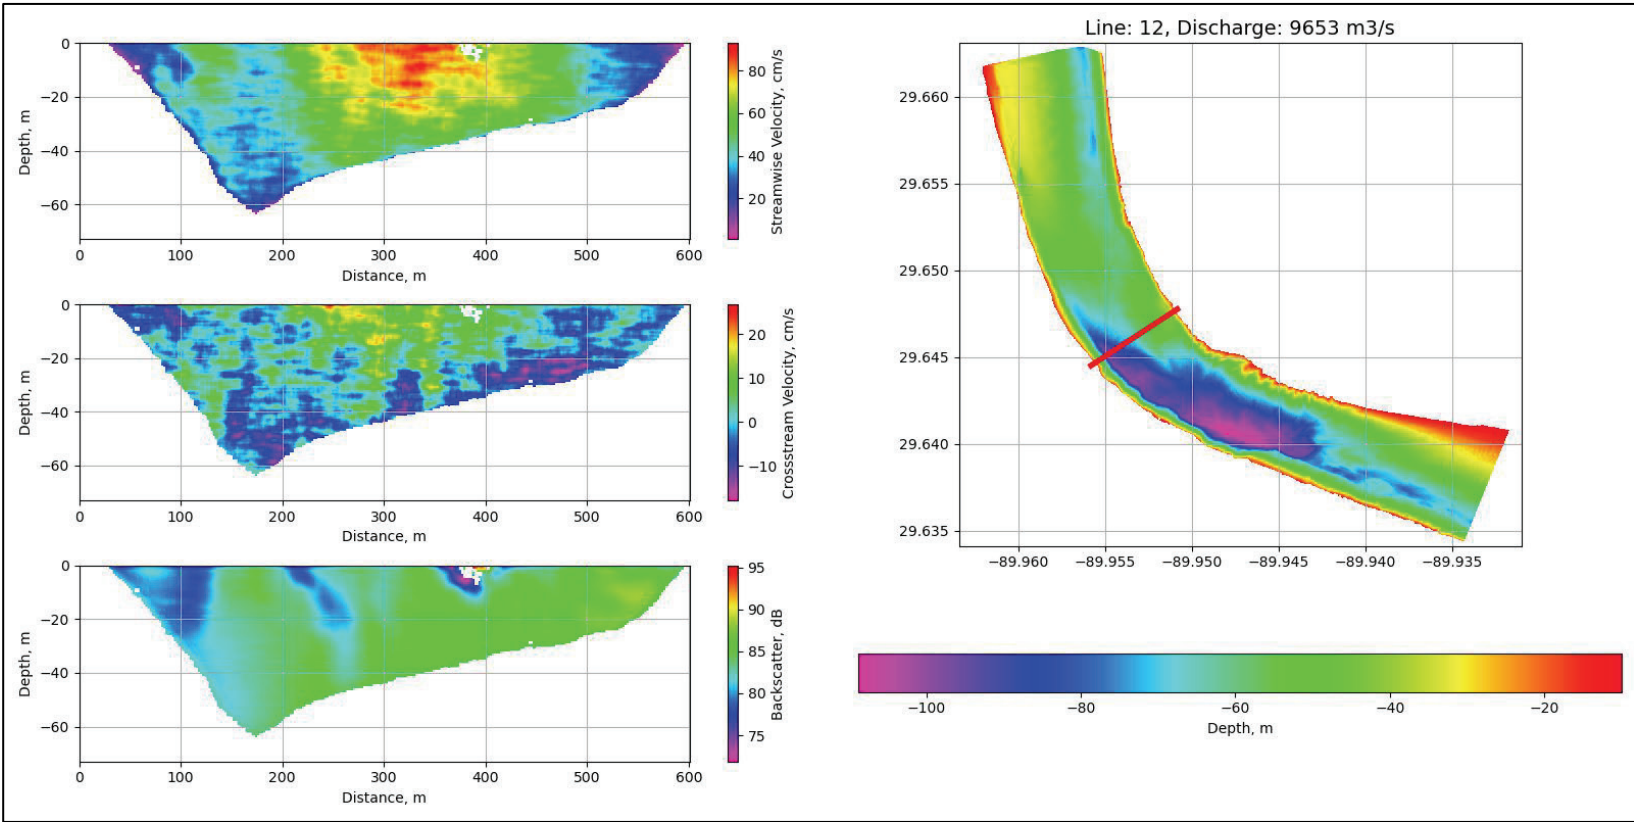 0
−20
−40
−60
Depth, m
0 100 200 300 400 500 600
Distance, m
80
60
40
20
Streamwise Velocity, cm/s
0
−20
−40
−60
Depth, m
0 100 200 300 400 500 600
Distance, m
20
10
0
−10
Crossstream Velocity, cm/s
0
−20
−40
−60
Depth, m
0 100 200 300 400 500 600
Distance, m
95
90
85
80
75
Backscatter, dB
Line: 12, Discharge: 9653 m3/s
29.660
29.655
29.650
29.645
29.640
29.635
−89.960 −89.955 −89.950 −89.945 −89.940 −89.935
−100 −80 −60 −40 −20
Depth, m